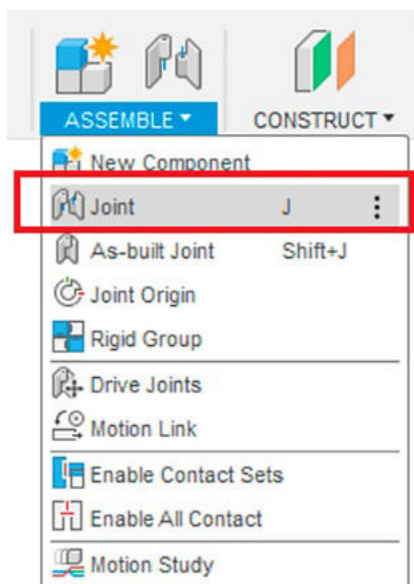 ASSEMBLE CONSTRUCT
New Component
Joint J
As-built Joint Shift+J
Joint Origin
Rigid Group
Drive Joints
Motion Link
Enable Contact Sets
Enable All Contact
Motion Study